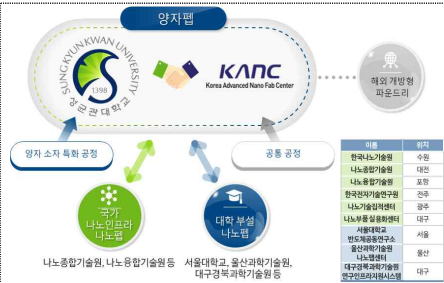 양자펩
SUNGKYUNKWAN UNIVERSITY
1398
성균관대학교
KANC
Korea Advanced Nano Fab Center
해외 개방형
파운드리
양자 소자 특화 공정
공통 공정
국가
나노인프라
나노펩
대학 부설
나노펩
나노종합기술원, 나노융합기술원 등
서울대학교, 울산과학기술원,
대구경북과학기술원 등
이름 위치
한국나노기술원 수원
나노종합기술원 대전
나노융합기술원 포항
한국전자기술연구원 전주
나노기술집적센터 광주
나노부품 실용화센터 대구
서울대학교
반도체공동연구소 서울
울산과학기술원
나노팹센터 울산
대구경북과학기술원
연구인프라지원시스템 대구